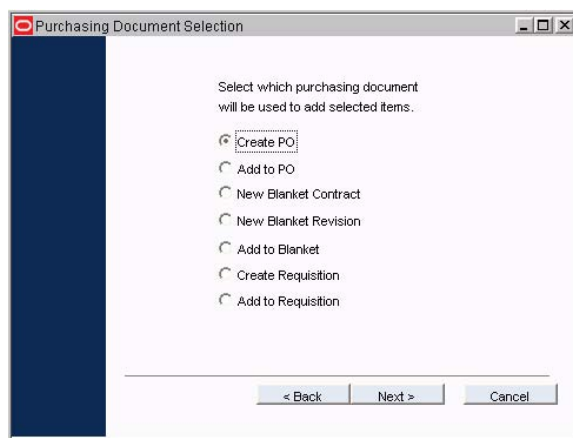 Purchasing Document Selection
Select which purchasing document
will be used to add selected items.
Create PO
Add to PO
New Blanket Contract
New Blanket Revision
Add to Blanket
Create Requisition
Add to Requisition
< Back Next > Cancel